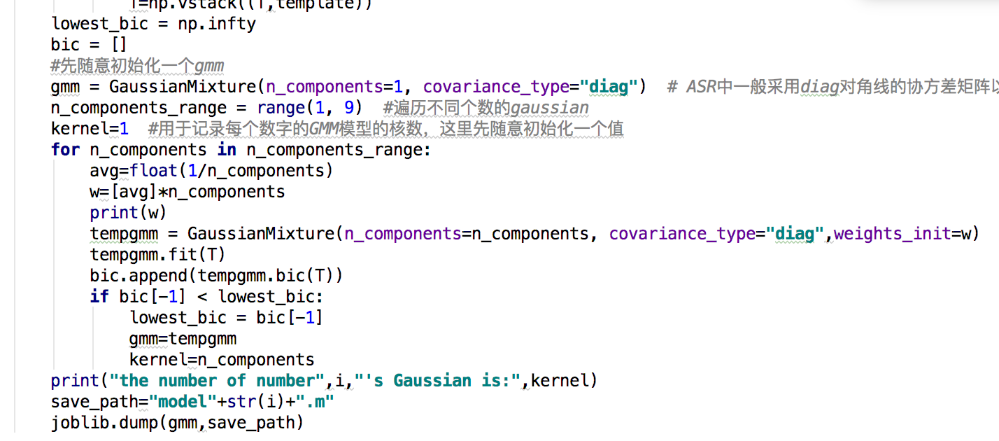 T=np.vstack((T,template))
lowest_bic = np.infty
bic = []
#先随意初始化一个gmm
gmm = GaussianMixture(n_components=1, covariance_type="diag")  # ASR中一般采用diag对角线的协方差矩阵以
n_components_range = range(1, 9)  #遍历不同个数的gaussian
kernel=1  #用于记录每个数字的GMM模型的核数，这里先随意初始化一个值
for n_components in n_components_range:
    avg=float(1/n_components)
    w=[avg]*n_components
    print(w)
    tempgmm = GaussianMixture(n_components=n_components, covariance_type="diag",weights_init=w)
    tempgmm.fit(T)
    bic.append(tempgmm.bic(T))
    if bic[-1] < lowest_bic:
        lowest_bic = bic[-1]
        gmm=tempgmm
        kernel=n_components
print("the number of number",i,"'s Gaussian is:",kernel)
save_path="model"+str(i)+".m"
joblib.dump(gmm,save_path)